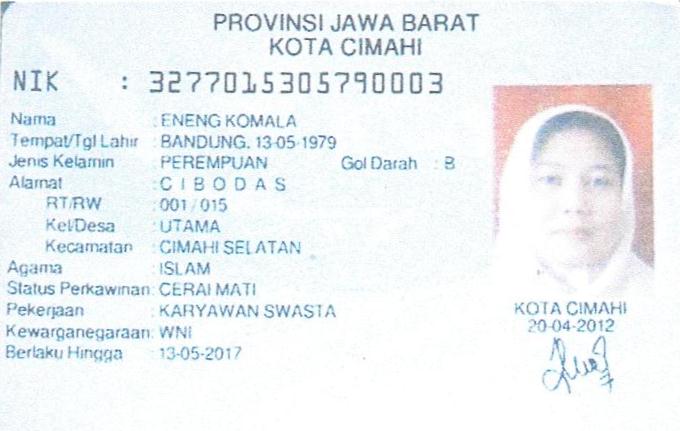 PROVINSI JAWA BARAT
KOTA CIMAHI
NIK : 3277015305790003
Nama : ENENG KOMALA
Tempat/Tgl Lahir : BANDUNG, 13-05-1979
Jenis Kelamin : PEREMPUAN Gol Darah : B
Alamat : C I B O D A S
RT/RW : 001 / 015
Kel/Desa : UTAMA
Kecamatan : CIMAHI SELATAN
Agama : ISLAM
Status Perkawinan: CERAI MATI
Pekerjaan : KARYAWAN SWASTA
Kewarganegaraan: WNI
Berlaku Hingga : 13-05-2017
KOTA CIMAHI
20-04-2012